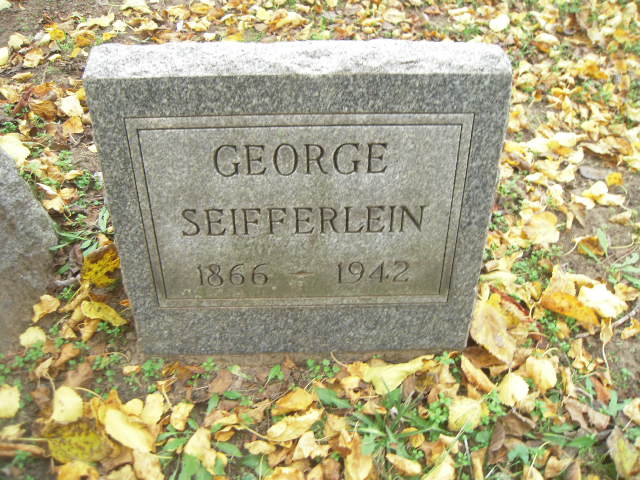 GEORGE
SEIFFERLEIN
1866 – 1942